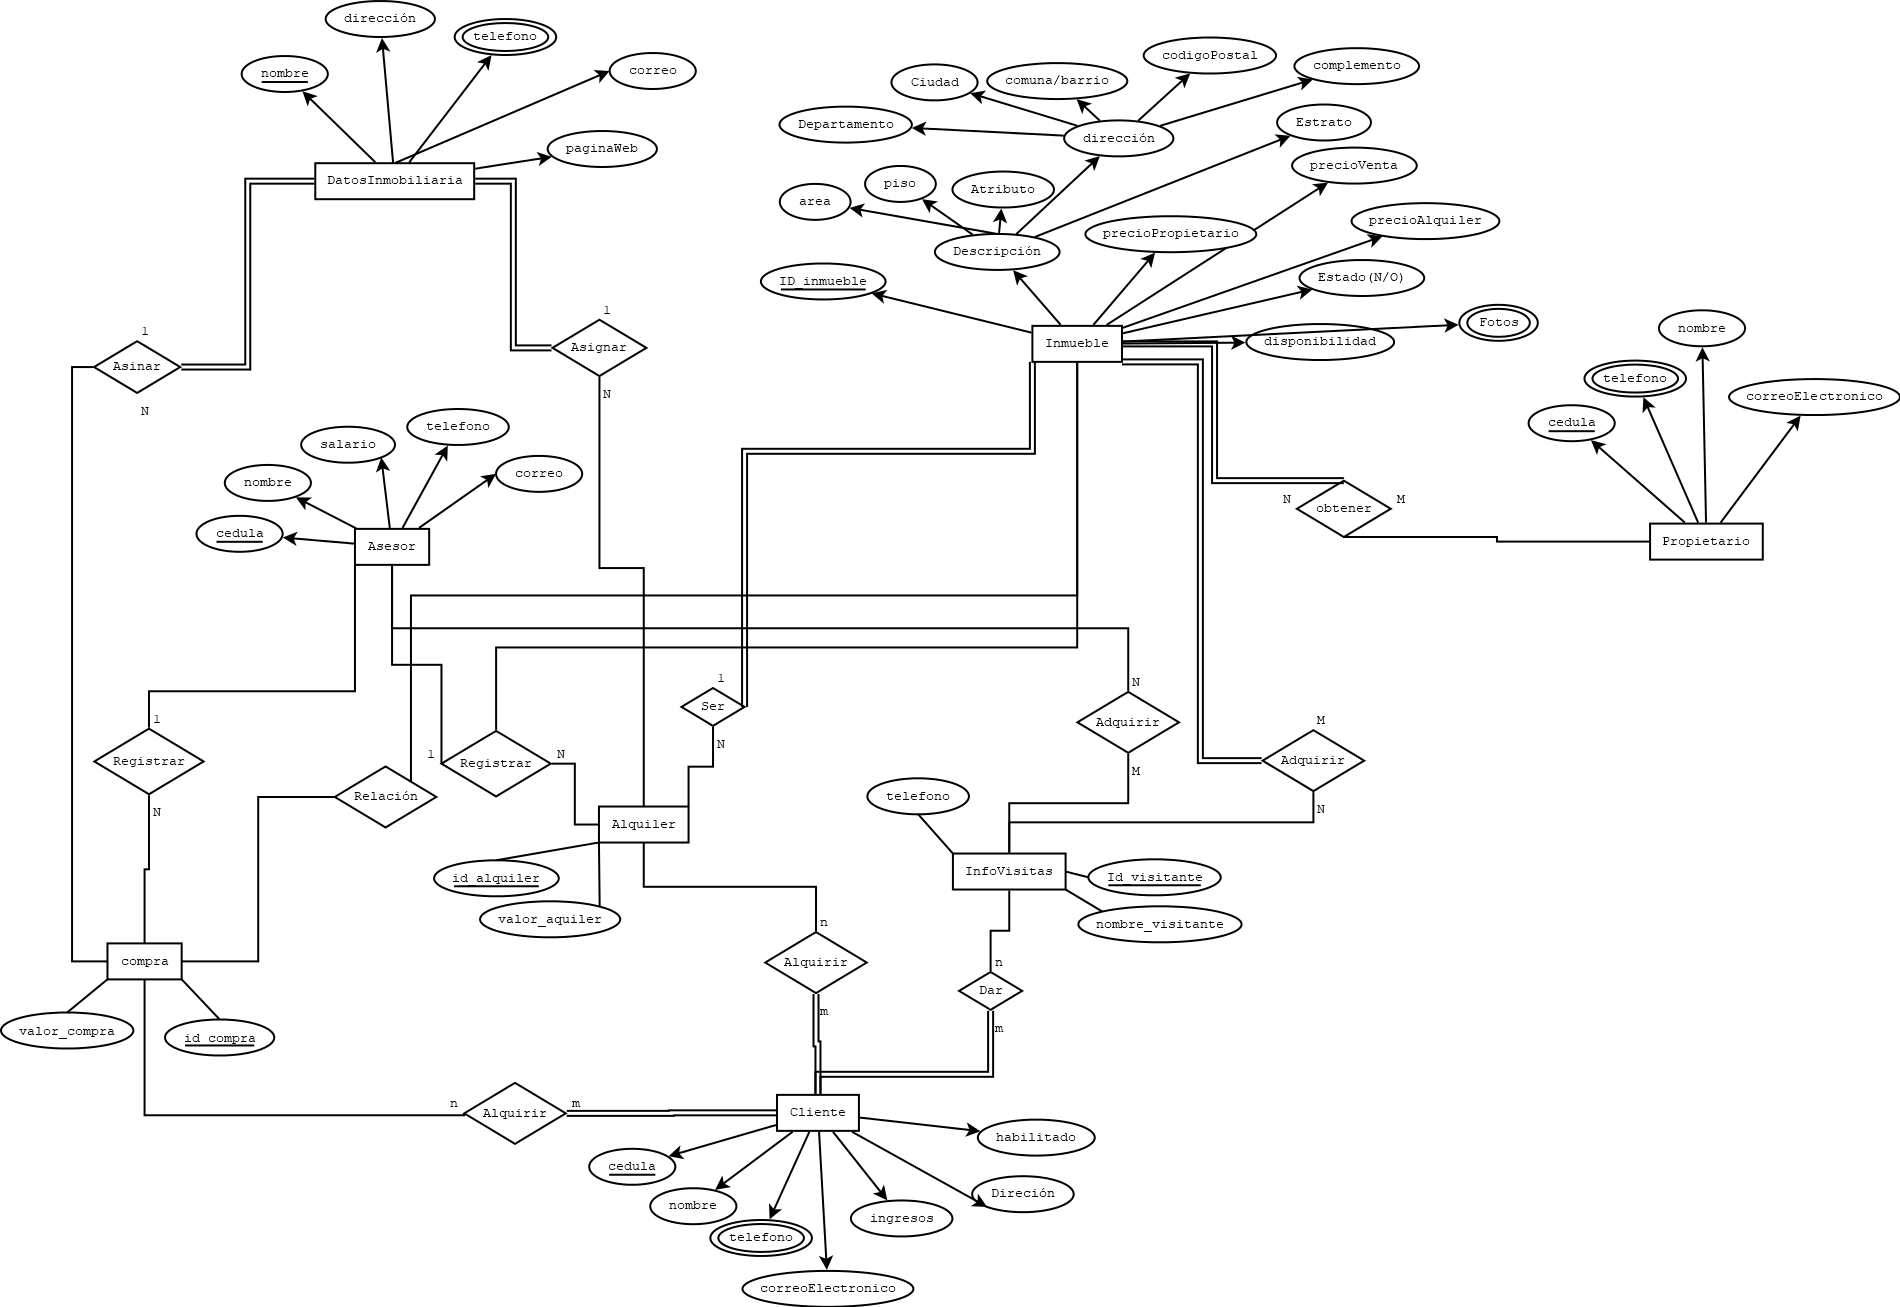 dirección
telefono
nombre
correo
paginaWeb
DatosInmobiliaria
codigoPostal
complemento
Ciudad
comuna/barrio
Departamento
dirección
Estrato
precioVenta
piso
Atributo
area
precioAlquiler
precioPropietario
Descripción
ID_inmueble
Estado(N/O)
Fotos
Inmueble
disponibilidad
nombre
telefono
correoElectronico
cedula
1
Asinar
N
1
Asignar
N
salario
telefono
nombre
correo
cedula
Asesor
N
M
obtener
Propietario
1
Ser
N
N
Adquirir
M
M
Adquirir
N
1
Registrar
N
Relación
1
Registrar
N
telefono
Alquiler
id_alquiler
valor_aquiler
InfoVisitas
Id_visitante
nombre_visitante
compra
n
Alquirir
m
n
Dar
m
valor_compra
id_compra
n
Alquirir
m
Cliente
habilitado
cedula
nombre
telefono
ingresos
Direción
correoElectronico